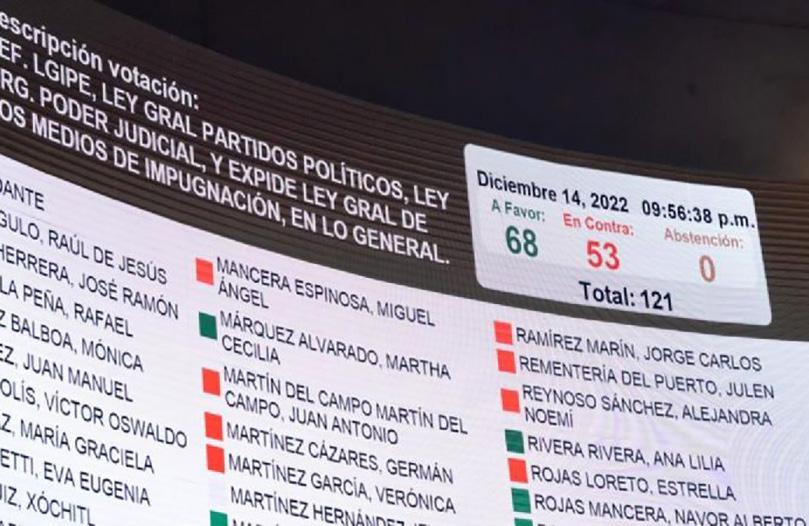 escripción votación:
EF. LGIPE, LEY GRAL PARTIDOS POLÍTICOS, LEY
RG. PODER JUDICIAL, Y EXPIDE LEY GRAL DE
OS MEDIOS DE IMPUGNACIÓN, EN LO GENERAL.
Diciembre 14, 2022 09:56:38 p.m.
A Favor: En Contra: Abstención:
68 53 0
Total: 121
DANTE
GULO, RAÚL DE JESÚS
HERRERA, JOSÉ RAMÓN
LA PEÑA, RAFAEL
Z BALBOA, MÓNICA
EZ, JUAN MANUEL
OLÍS, VÍCTOR OSWALDO
AZ, MARÍA GRACIELA
ETTI, EVA EUGENIA
UIZ, XÓCHITL
MANCERA ESPINOSA, MIGUEL
ÁNGEL
MÁRQUEZ ALVARADO, MARTHA
CECILIA
MARTÍN DEL CAMPO MARTÍN DEL
CAMPO, JUAN ANTONIO
MARTÍNEZ CÁZARES, GERMÁN
MARTÍNEZ GARCÍA, VERÓNICA
MARTÍNEZ HERNÁNDEZ,
RAMÍREZ MARÍN, JORGE CARLOS
REMENTERÍA DEL PUERTO, JULEN
REYNOSO SÁNCHEZ, ALEJANDRA
NOEMÍ
RIVERA RIVERA, ANA LILIA
ROJAS LORETO, ESTRELLA
ROJAS MANCERA, NAVOR ALBERTO